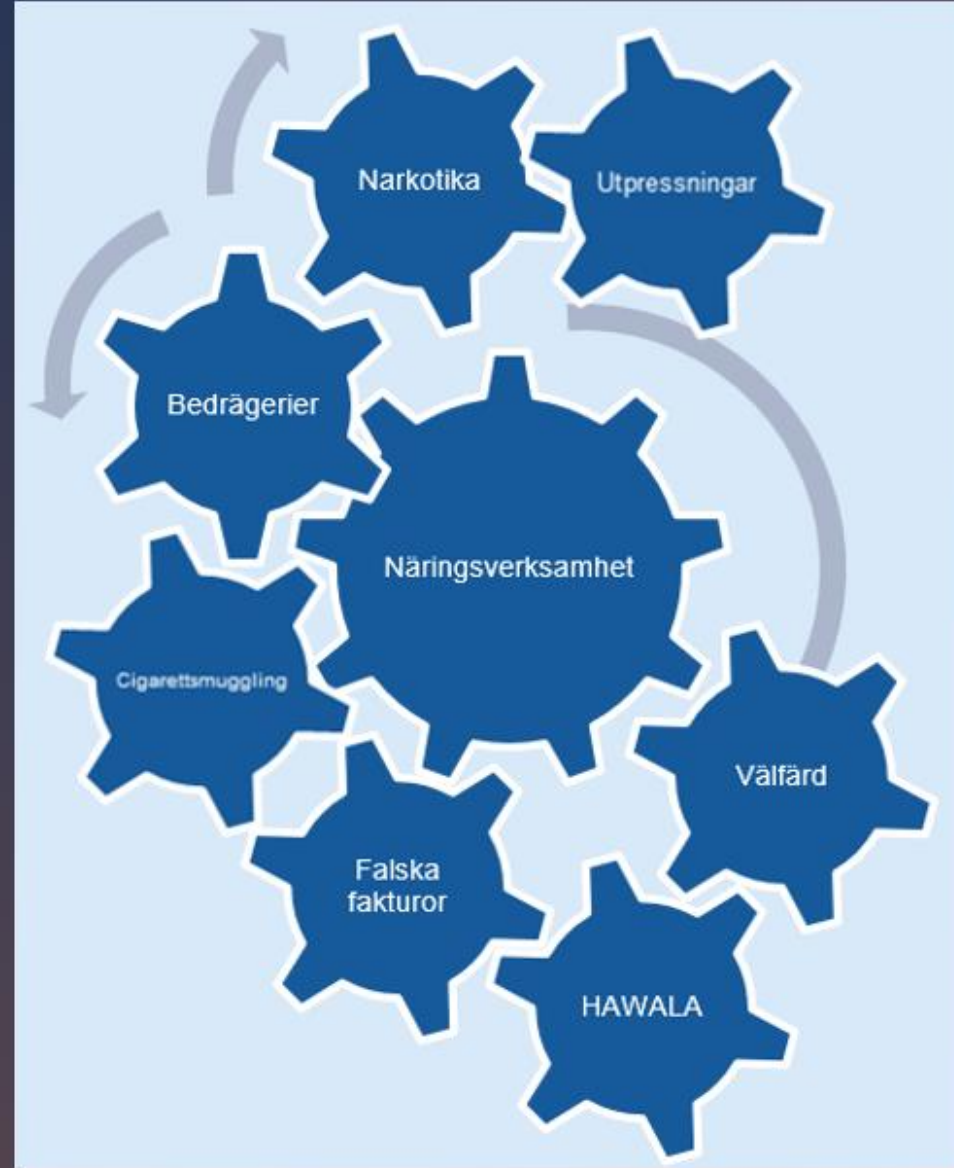 Narkotika
Utpressningar
Bedrägerier
Näringsverksamhet
Cigarettsmuggling
Välfärd
Falska
fakturor
HAWALA